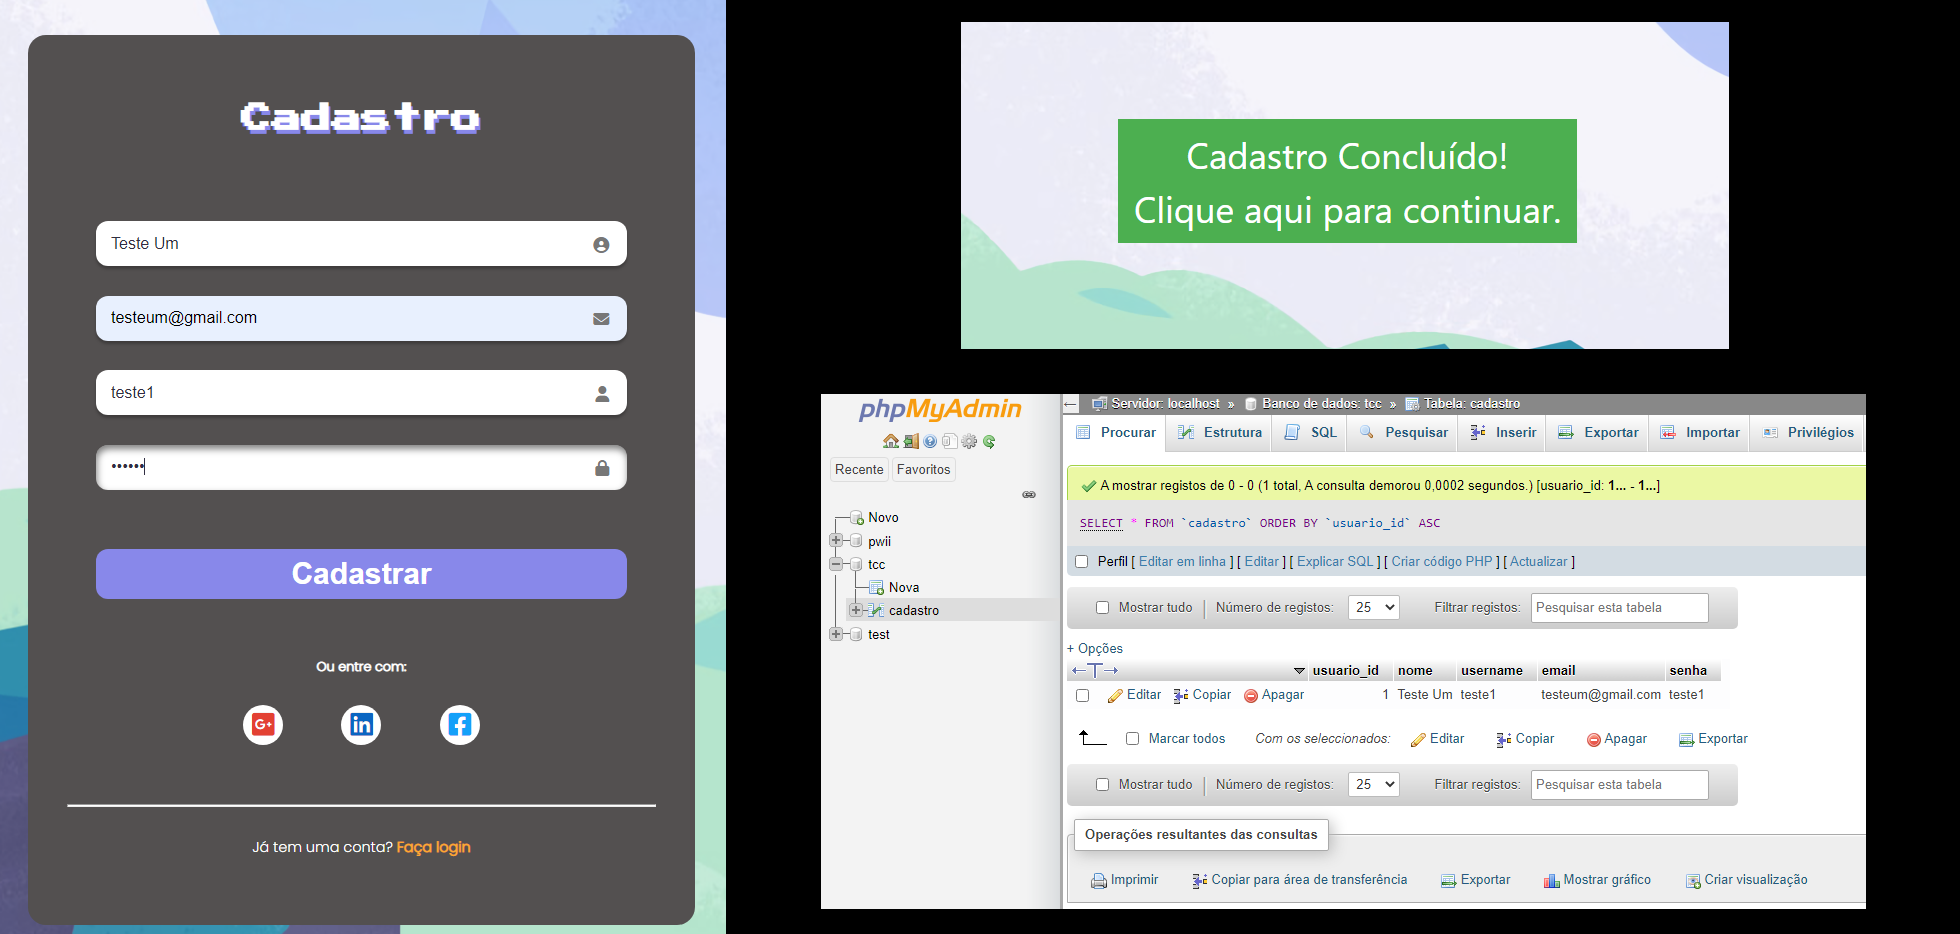 Cadastro
Teste Um
testeum@gmail.com
teste1
••••••
Cadastrar
Ou entre com:
G+ in f
Já tem uma conta? Faça login
Cadastro Concluído!
Clique aqui para continuar.
phpMyAdmin
Recente Favoritos
Novo
pwii
tcc
Nova
cadastro
test
Servidor: localhost » Banco de dados: tcc » Tabela: cadastro
Procurar Estrutura SQL Pesquisar Inserir Exportar Importar Privilégios
A mostrar registos de 0 - 0 (1 total, A consulta demorou 0,0002 segundos.) [usuario_id: 1... - 1...]
SELECT * FROM `cadastro` ORDER BY `usuario_id` ASC
Perfil [ Editar em linha ] [ Editar ] [ Explicar SQL ] [ Criar código PHP ] [ Actualizar ]
Mostrar tudo | Número de registos: 25 Filtrar registos: Pesquisar esta tabela
+ Opções
←T→ usuario_id nome username email senha
Editar Copiar Apagar 1 Teste Um teste1 testeum@gmail.com teste1
Marcar todos Com os seleccionados: Editar Copiar Apagar Exportar
Mostrar tudo | Número de registos: 25 Filtrar registos: Pesquisar esta tabela
Operações resultantes das consultas
Imprimir Copiar para área de transferência Exportar Mostrar gráfico Criar visualização